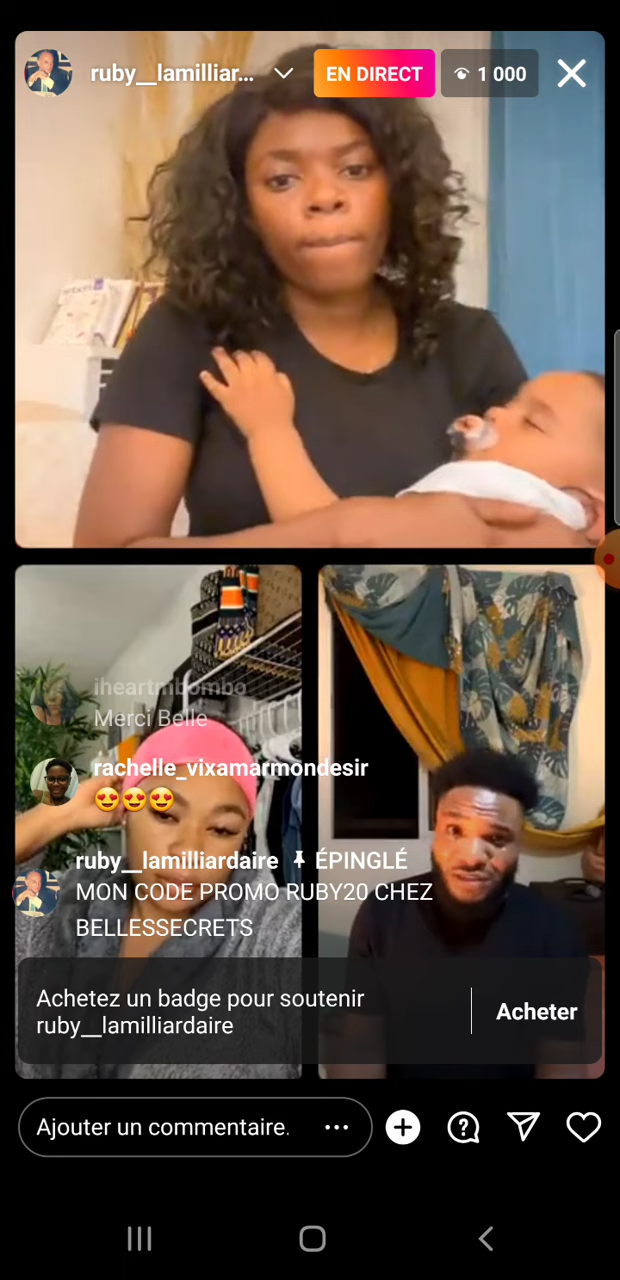 ruby__lamilliar...
EN DIRECT
1 000
iheartmbombo
Merci Belle
rachelle_vixamarmondesir
😍😍😍
ruby__lamilliardaire ÉPINGLÉ
MON CODE PROMO RUBY20 CHEZ
BELLESSECRETS
Achetez un badge pour soutenir
ruby__lamilliardaire
Acheter
Ajouter un commentaire.